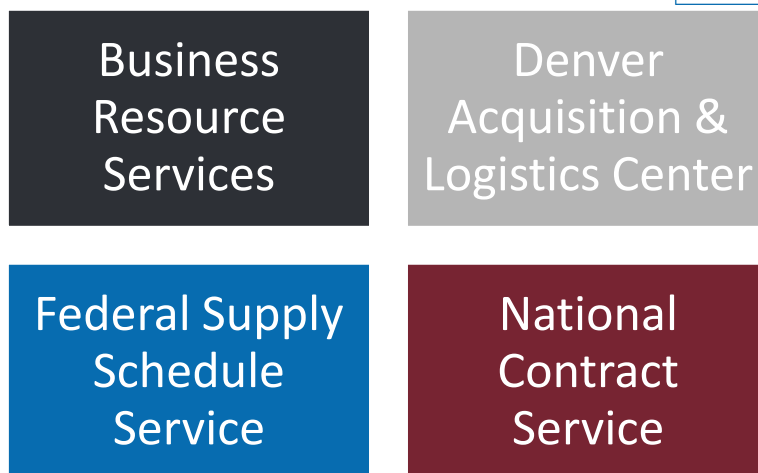 Business
Resource
Services
Denver
Acquisition &
Logistics Center
Federal Supply
Schedule
Service
National
Contract
Service